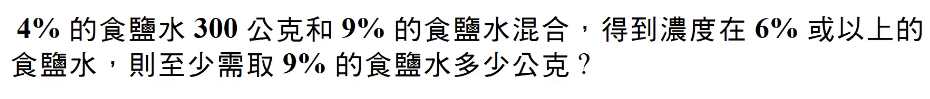 4% 的食鹽水 300 公克和 9% 的食鹽水混合，得到濃度在 6% 或以上的
食鹽水，則至少需取 9% 的食鹽水多少公克？